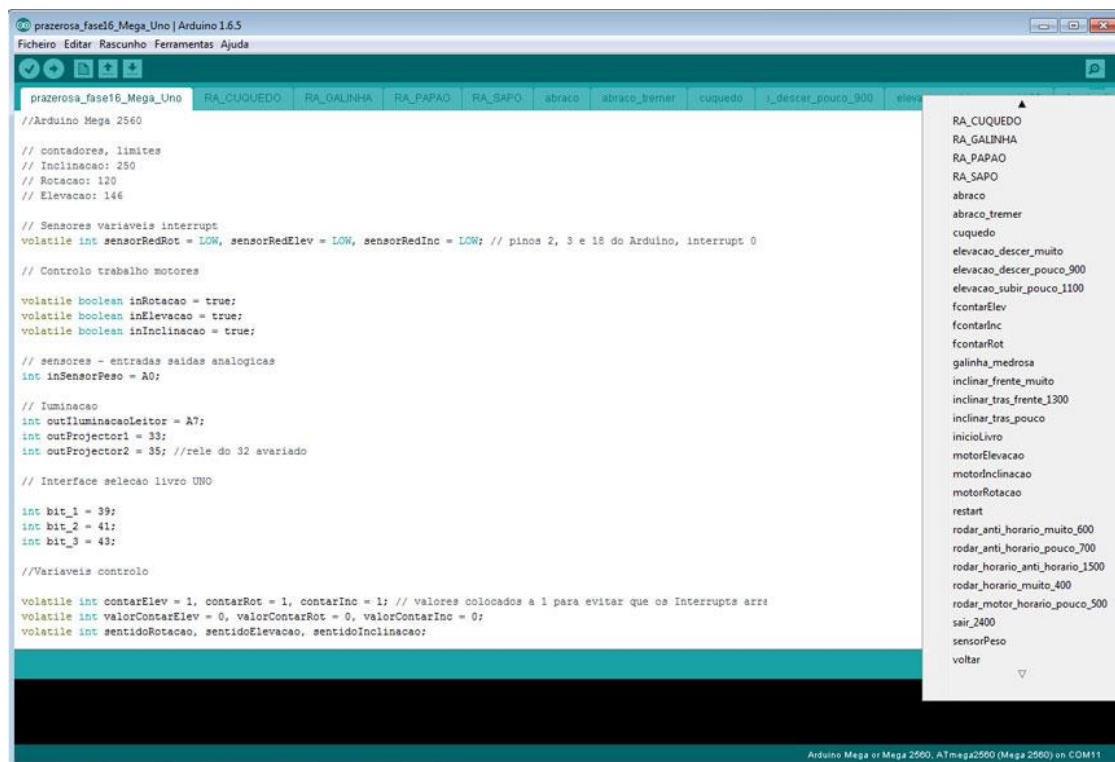 prazerosa_fase16_Mega_Uno | Arduino 1.6.5
Ficheiro Editar Rascunho Ferramentas Ajuda
prazerosa_fase16_Mega_Uno RA_CUQUEDO RA_GALINHA RA_PAPAO RA_SAPO abraco abraco_tremer cuquedo _descer_pouco_900 eleva
//Arduino Mega 2560
// contadores, limites
// Inclinacao: 250
// Rotacao: 120
// Elevacao: 146
// Sensores variaveis interrupt
volatile int sensorRedRot = LOW, sensorRedElev = LOW, sensorRedInc = LOW; // pinos 2, 3 e 18 do Arduino, interrupt 0
// Controlo trabalho motores
volatile boolean inRotacao = true;
volatile boolean inElevacao = true;
volatile boolean inInclinacao = true;
// sensores - entradas saidas analogicas
int inSensorPeso = A0;
// Iuminacao
int outIluminacaoLeitor = A7;
int outProjector1 = 33;
int outProjector2 = 35; //rele do 32 avariado
// Interface selecao livro UNO
int bit_1 = 39;
int bit_2 = 41;
int bit_3 = 43;
//Variaveis controlo
volatile int contarElev = 1, contarRot = 1, contarInc = 1; // valores colocados a 1 para evitar que os Interrupts arra
volatile int valorContarElev = 0, valorContarRot = 0, valorContarInc = 0;
volatile int sentidoRotacao, sentidoElevacao, sentidoInclinacao;
RA_CUQUEDO
RA_GALINHA
RA_PAPAO
RA_SAPO
abraco
abraco_tremer
cuquedo
elevacao_descer_muito
elevacao_descer_pouco_900
elevacao_subir_pouco_1100
fcontarElev
fcontarInc
fcontarRot
galinha_medrosa
inclinar_frente_muito
inclinar_tras_frente_1300
inclinar_tras_pouco
inicioLivro
motorElevacao
motorInclinacao
motorRotacao
restart
rodar_anti_horario_muito_600
rodar_anti_horario_pouco_700
rodar_horario_anti_horario_1500
rodar_horario_muito_400
rodar_motor_horario_pouco_500
sair_2400
sensorPeso
voltar
Arduino Mega or Mega 2560, ATmega2560 (Mega 2560) on COM11